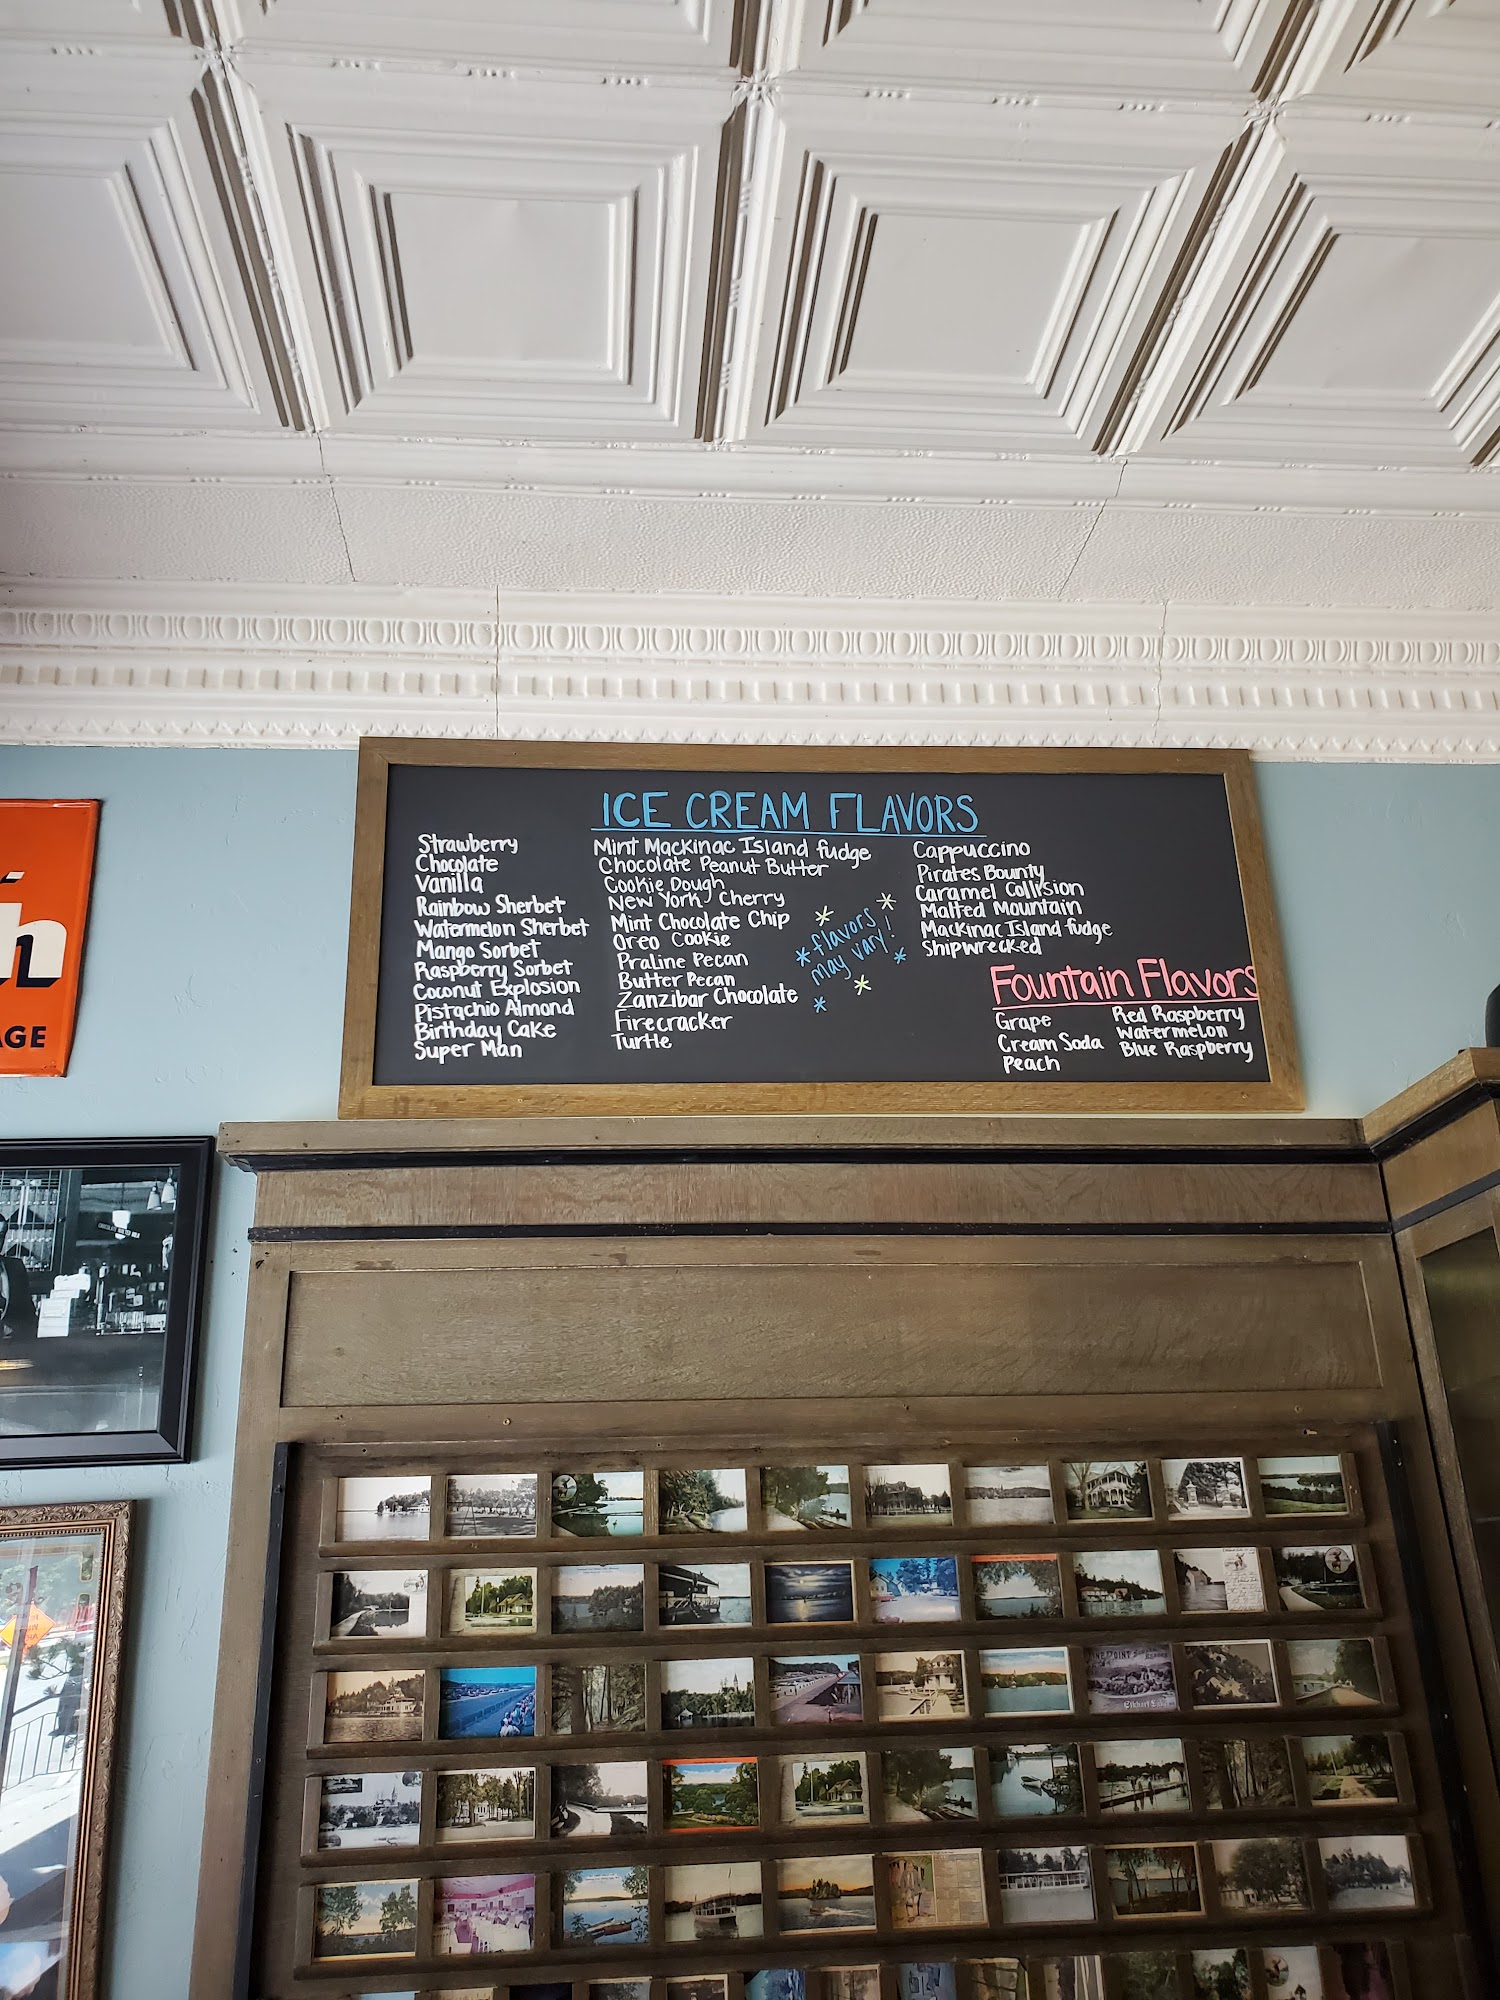 ICE CREAM FLAVORS
Strawberry
Chocolate
Vanilla
Rainbow Sherbet
Watermelon Sherbet
Mango Sorbet
Raspberry Sorbet
Coconut Explosion
Pistachio Almond
Birthday Cake
Super Man
Mint Mackinac Island fudge
Chocolate Peanut Butter
Cookie Dough
New York Cherry
Mint Chocolate Chip
Oreo Cookie
Praline Pecan
Butter Pecan
Zanzibar Chocolate
Firecracker
Turtle
flavors
may vary!
Cappuccino
Pirates Bounty
Caramel Collision
Malted Mountain
Mackinac Island fudge
Shipwrecked
Fountain Flavors
Grape
Cream Soda
Peach
Red Raspberry
Watermelon
Blue Raspberry
h
AGE
Elkhart Lake